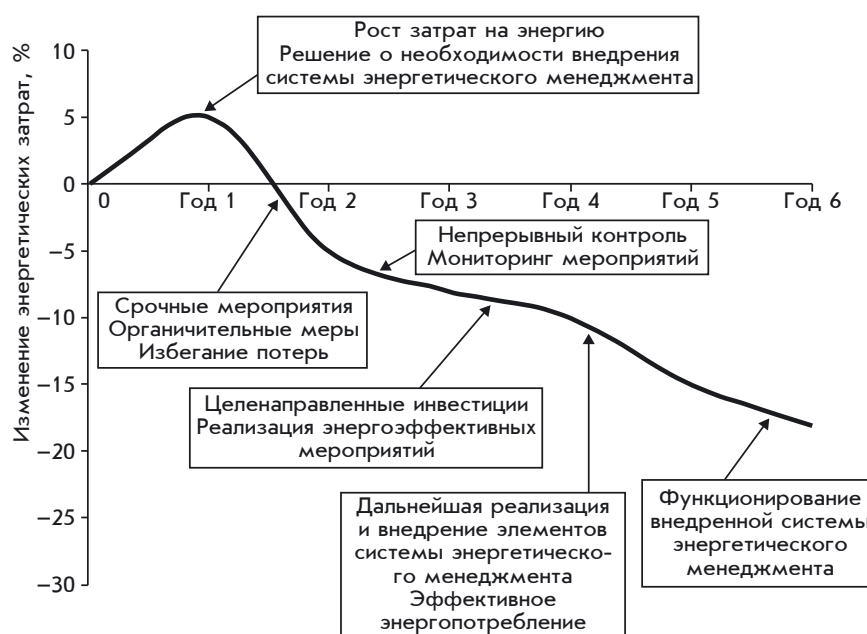 Рост затрат на энергию
Решение о необходимости внедрения
системы энергетического менеджмента
Изменение энергетических затрат, %
10
5
0
−5
−10
−15
−20
−25
−30
0 Год 1 Год 2 Год 3 Год 4 Год 5 Год 6
Непрерывный контроль
Мониторинг мероприятий
Срочные мероприятия
Органичительные меры
Избегание потерь
Целенаправленные инвестиции
Реализация энергоэффективных
мероприятий
Дальнейшая реализация
и внедрение элементов
системы энергетическо-
го менеджмента
Эффективное
энергопотребление
Функционирование
внедренной системы
энергетического
менеджмента